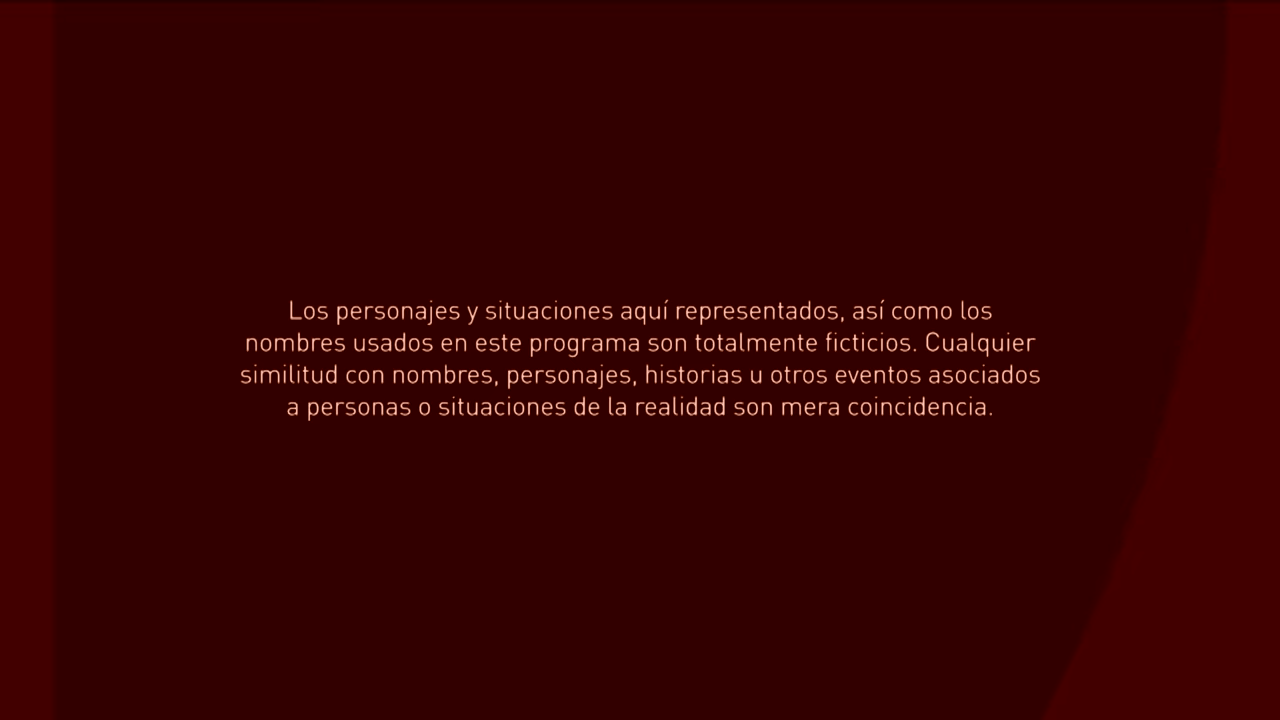 Los personajes y situaciones aquí representados, así como los
nombres usados en este programa son totalmente ficticios. Cualquier
similitud con nombres, personajes, historias u otros eventos asociados
a personas o situaciones de la realidad son mera coincidencia.